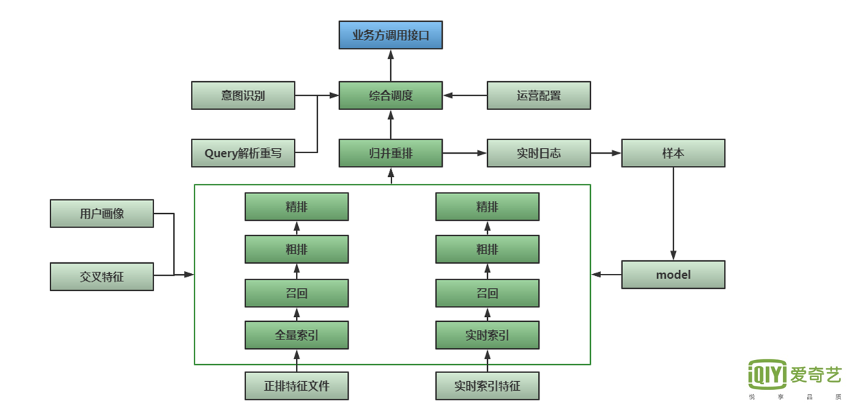 业务方调用接口
意图识别
综合调度
运营配置
Query解析重写
归并重排
实时日志
样本
精排
精排
用户画像
粗排
粗排
交叉特征
model
召回
召回
全量索引
实时索引
正排特征文件
实时索引特征
iQIYI 爱奇艺
悦享品质